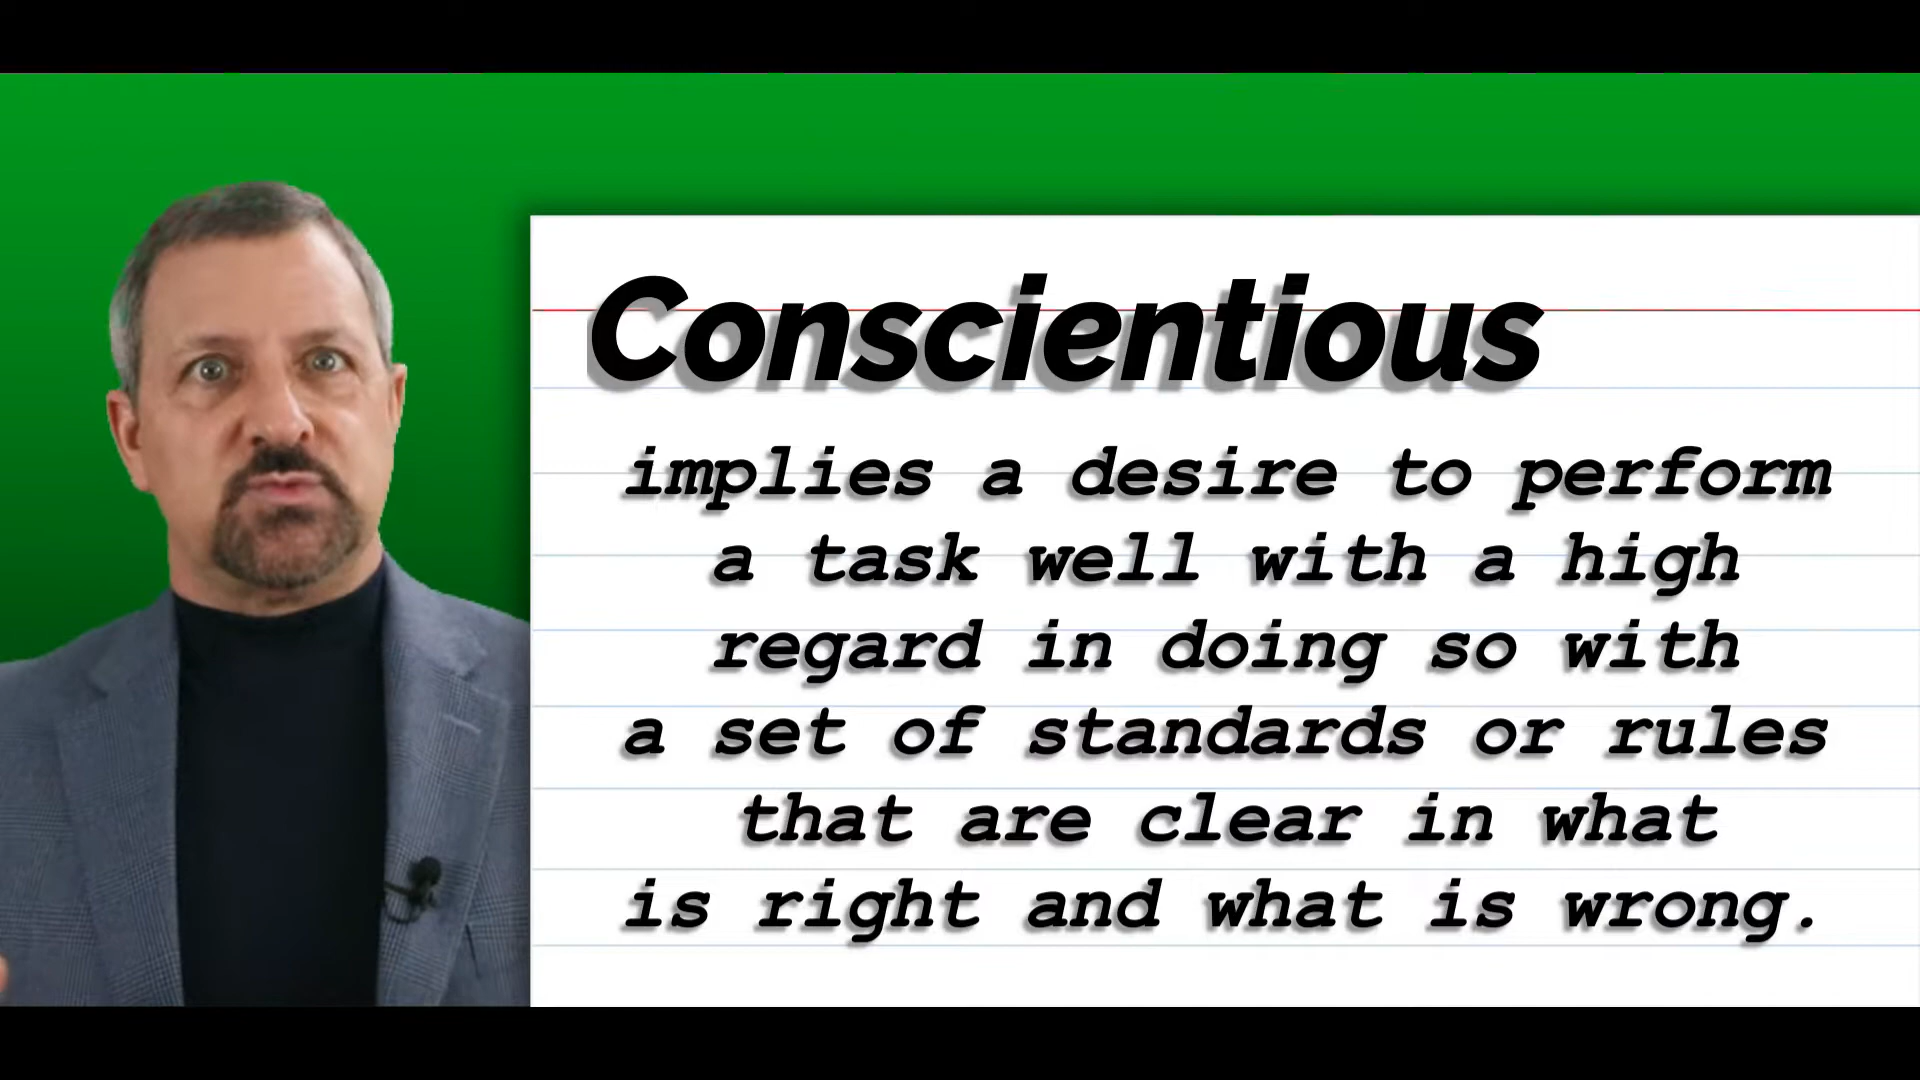 Conscientious
implies a desire to perform
a task well with a high
regard in doing so with
a set of standards or rules
that are clear in what
is right and what is wrong.